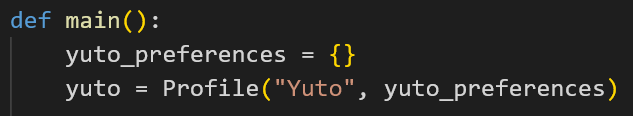 def main():
    yuto_preferences = {}
    yuto = Profile("Yuto", yuto_preferences)